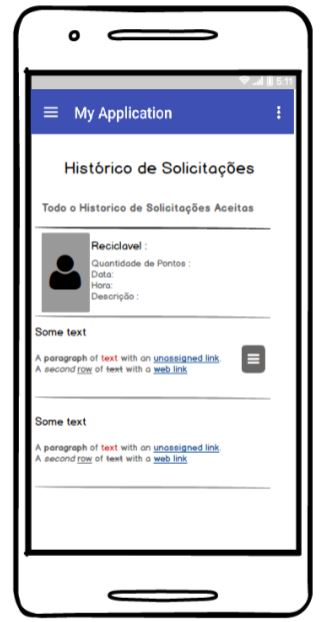 5:11
My Application
Histórico de Solicitações
Todo o Historico de Solicitações Aceitas
Reciclavel :
Quantidade de Pontos :
Data:
Hora:
Descrição :
Some text
A paragraph of text with an unassigned link.
A second row of text with a web link
Some text
A paragraph of text with an unassigned link.
A second row of text with a web link